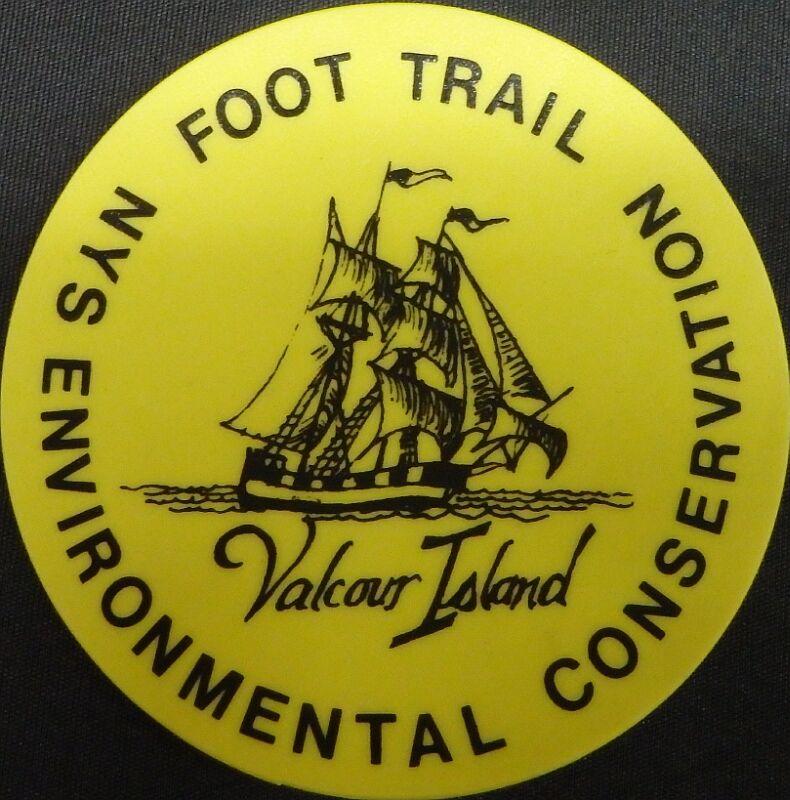 FOOT TRAIL
NYS ENVIRONMENTAL CONSERVATION
Valcour Island